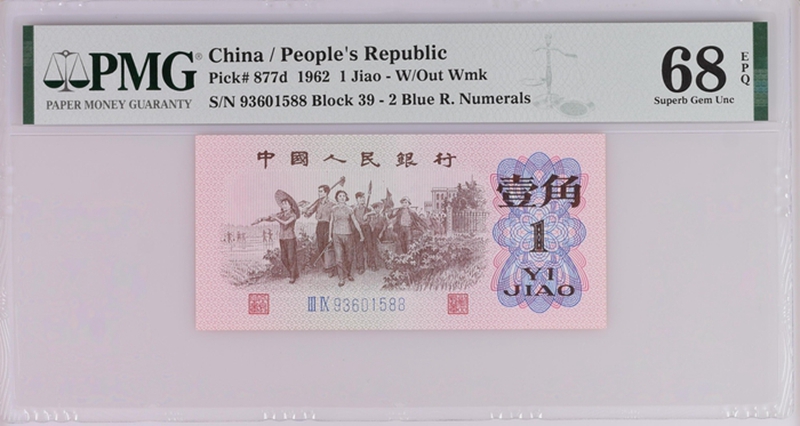 PMG®
PAPER MONEY GUARANTY
China / People's Republic
Pick# 877d 1962 1 Jiao - W/Out Wmk
S/N 93601588 Block 39 - 2 Blue R. Numerals
68 EPQ
Superb Gem Unc
中國人民銀行
壹角
1
YI
JIAO
III IX 93601588